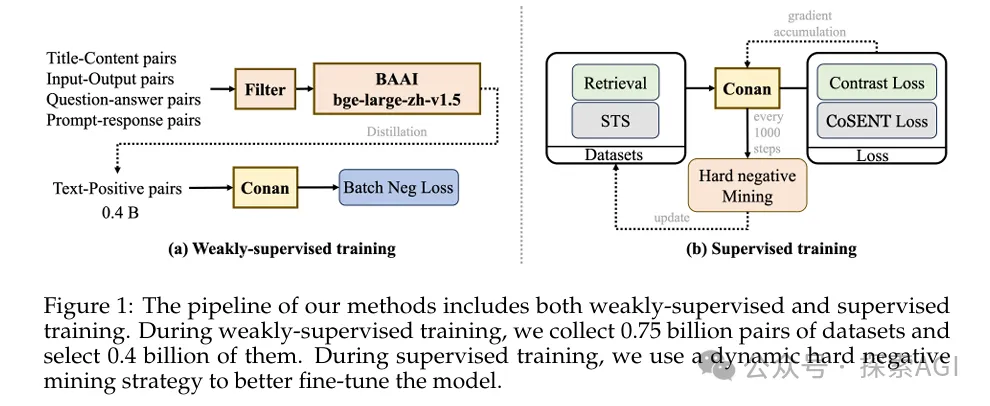 Title-Content pairs
Input-Output pairs
Question-answer pairs
Prompt-response pairs
Filter
BAAI
bge-large-zh-v1.5
Distillation
Text-Positive pairs
0.4 B
Conan
Batch Neg Loss
(a) Weakly-supervised training
gradient
accumulation
Retrieval
STS
Datasets
Conan
every
1000
steps
Contrast Loss
CoSENT Loss
Loss
Hard negative
Mining
update
(b) Supervised training
Figure 1: The pipeline of our methods includes both weakly-supervised and supervised
training. During weakly-supervised training, we collect 0.75 billion pairs of datasets and
select 0.4 billion of them. During supervised training, we use a dynamic hard negative
mining strategy to better fine-tune the model.
公众号 · 探索AGI